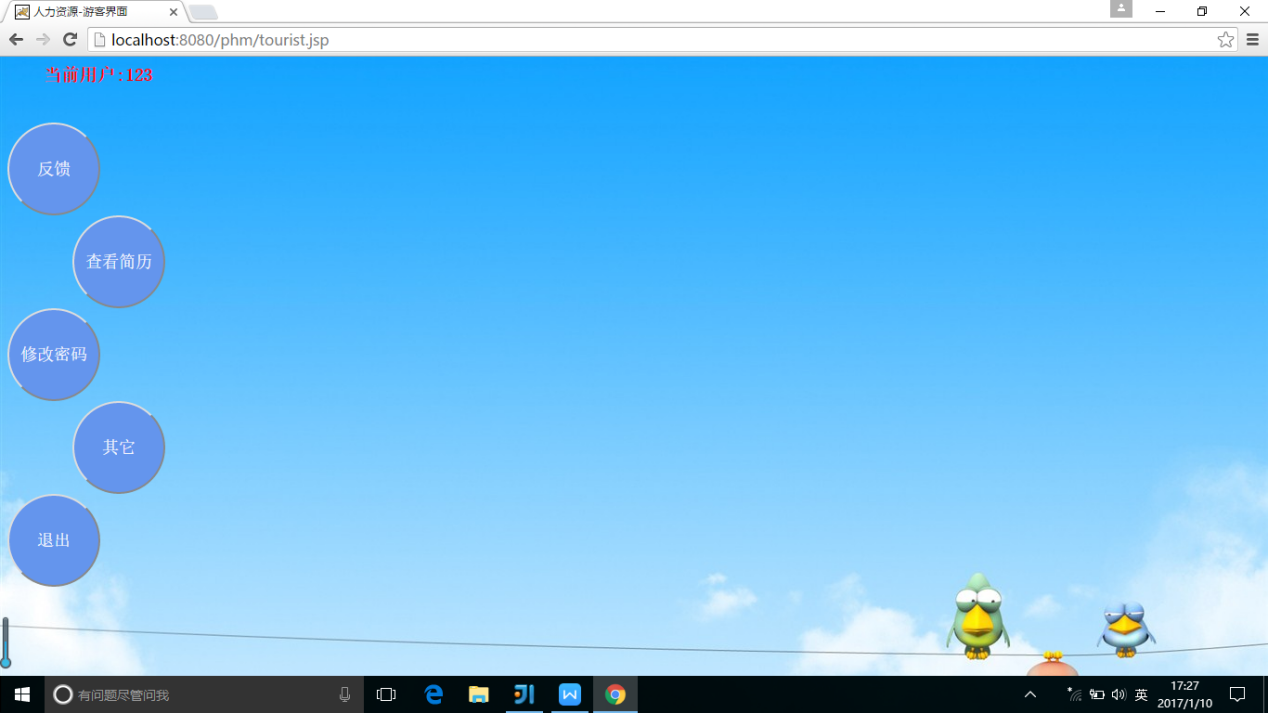 人力资源-游客界面
localhost:8080/phm/tourist.jsp
当前用户:123
反馈
查看简历
修改密码
其它
退出
有问题尽管问我
英
17:27
2017/1/10